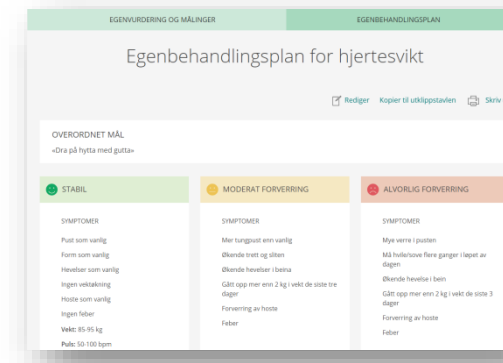 EGENVURDERING OG MÅLINGER
EGENBEHANDLINGSPLAN
Egenbehandlingsplan for hjertesvikt
Rediger Kopier til utklippstavlen Skriv
OVERORDNET MÅL
«Dra på hytta med gutta»
STABIL
SYMPTOMER
Pust som vanlig
Form som vanlig
Hevelser som vanlig
Ingen vektøkning
Hoste som vanlig
Ingen feber
Vekt: 85-95 kg
Puls: 50-100 bpm
MODERAT FORVERRING
SYMPTOMER
Mer tungpust enn vanlig
Økende trett og sliten
Økende hevelser i beina
Gått opp mer enn 2 kg i vekt de siste tre
dager
Forverring av hoste
Feber
ALVORLIG FORVERRING
SYMPTOMER
Mye verre i pusten
Må hvile/sove flere ganger i løpet av
dagen
Økende hevelse i bein
Gått opp mer enn 2 kg i vekt de siste 3
dager
Forverring av hoste
Feber